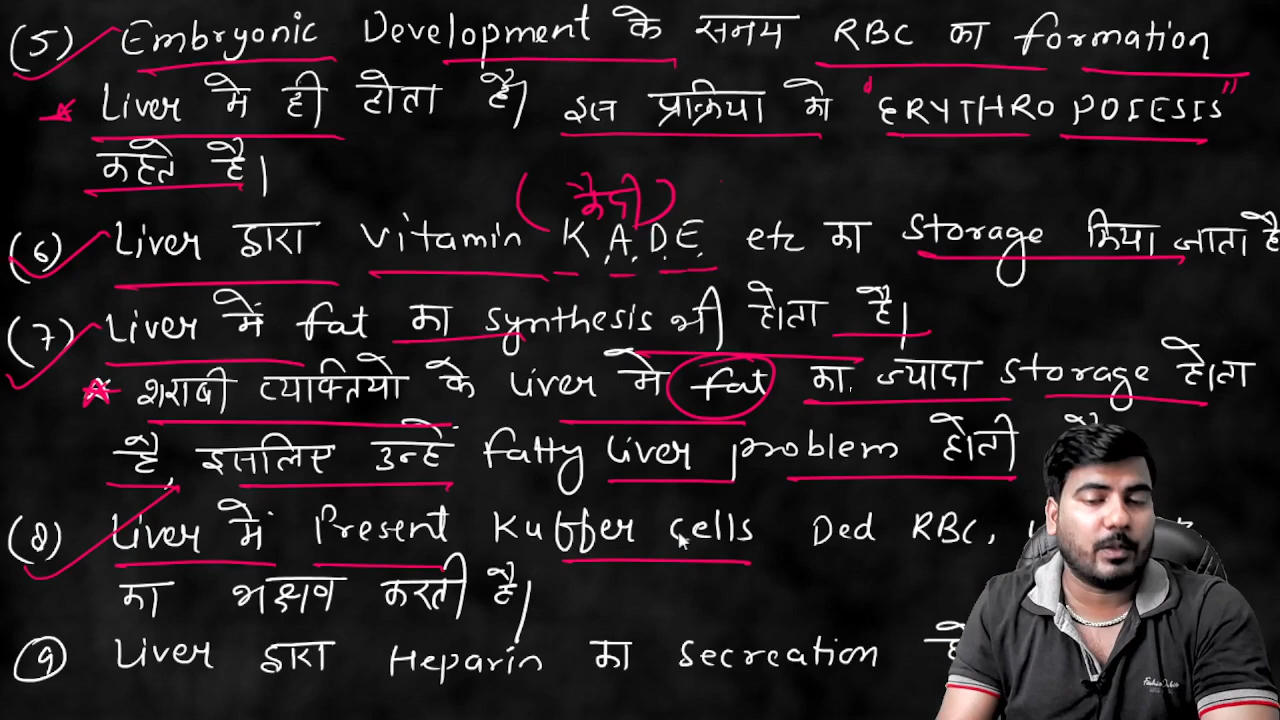 (5) Embryonic Development के समय RBC का formation
* Liver मे ही होता है। इस प्रक्रिया को "ERYTHROPOIESIS"
कहते है।
(कैदी)
(6) Liver द्वारा Vitamin K A D E etc का Storage किया जाता है
(7) Liver में fat का synthesis भी होता है।
* शराबी व्यक्तियो के Liver मे fat का ज्यादा storage होता
है, इसलिए उन्हें fatty Liver problem होती है
(8) Liver में Present Kuffer cells Ded RBC,
का भक्षण करती है।
(9) Liver द्वारा Heparin का secreation